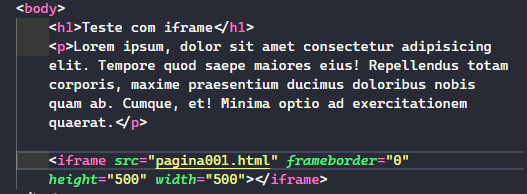 <body>
<h1>Teste com iframe</h1>
<p>Lorem ipsum, dolor sit amet consectetur adipisicing
elit. Tempore quod saepe maiores eius! Repellendus totam
corporis, maxime praesentium ducimus doloribus nobis
quam ab. Cumque, et! Minima optio ad exercitationem
quaerat.</p>
<iframe src="pagina001.html" frameborder="0"
height="500" width="500"></iframe>